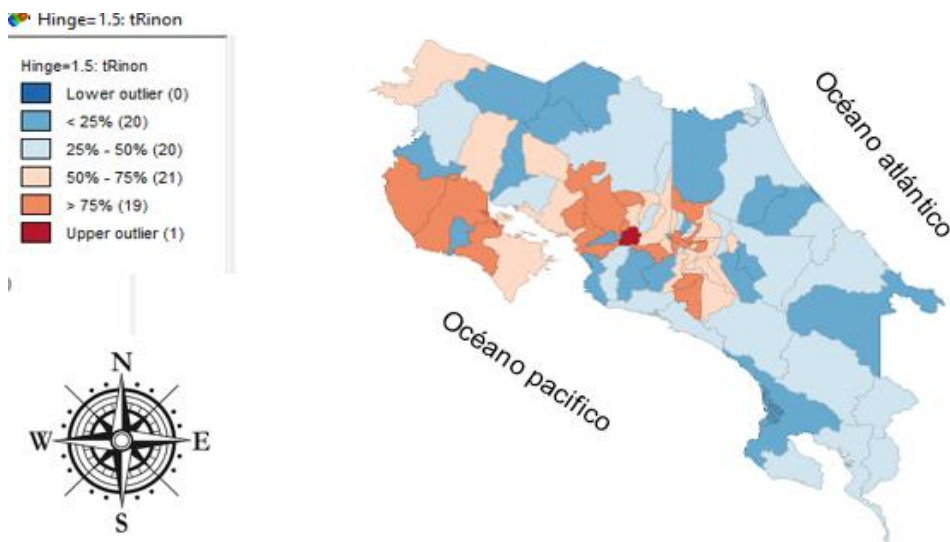 Hinge=1.5: tRinon
Hinge=1.5: tRinon
Lower outlier (0)
< 25% (20)
25% - 50% (20)
50% - 75% (21)
> 75% (19)
Upper outlier (1)
Océano atlántico
Océano pacifico
N
W
E
S